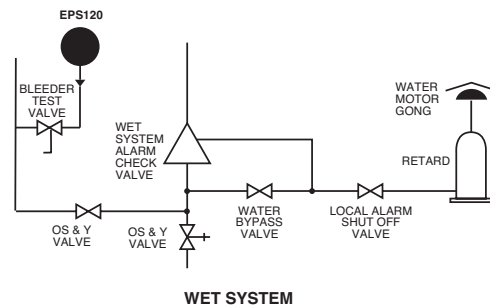 EPS120
BLEEDER
TEST
VALVE
WET
SYSTEM
ALARM
CHECK
VALVE
WATER
MOTOR
GONG
RETARD
OS & Y
VALVE
OS & Y
VALVE
WATER
BYPASS
VALVE
LOCAL ALARM
SHUT OFF
VALVE
WET SYSTEM